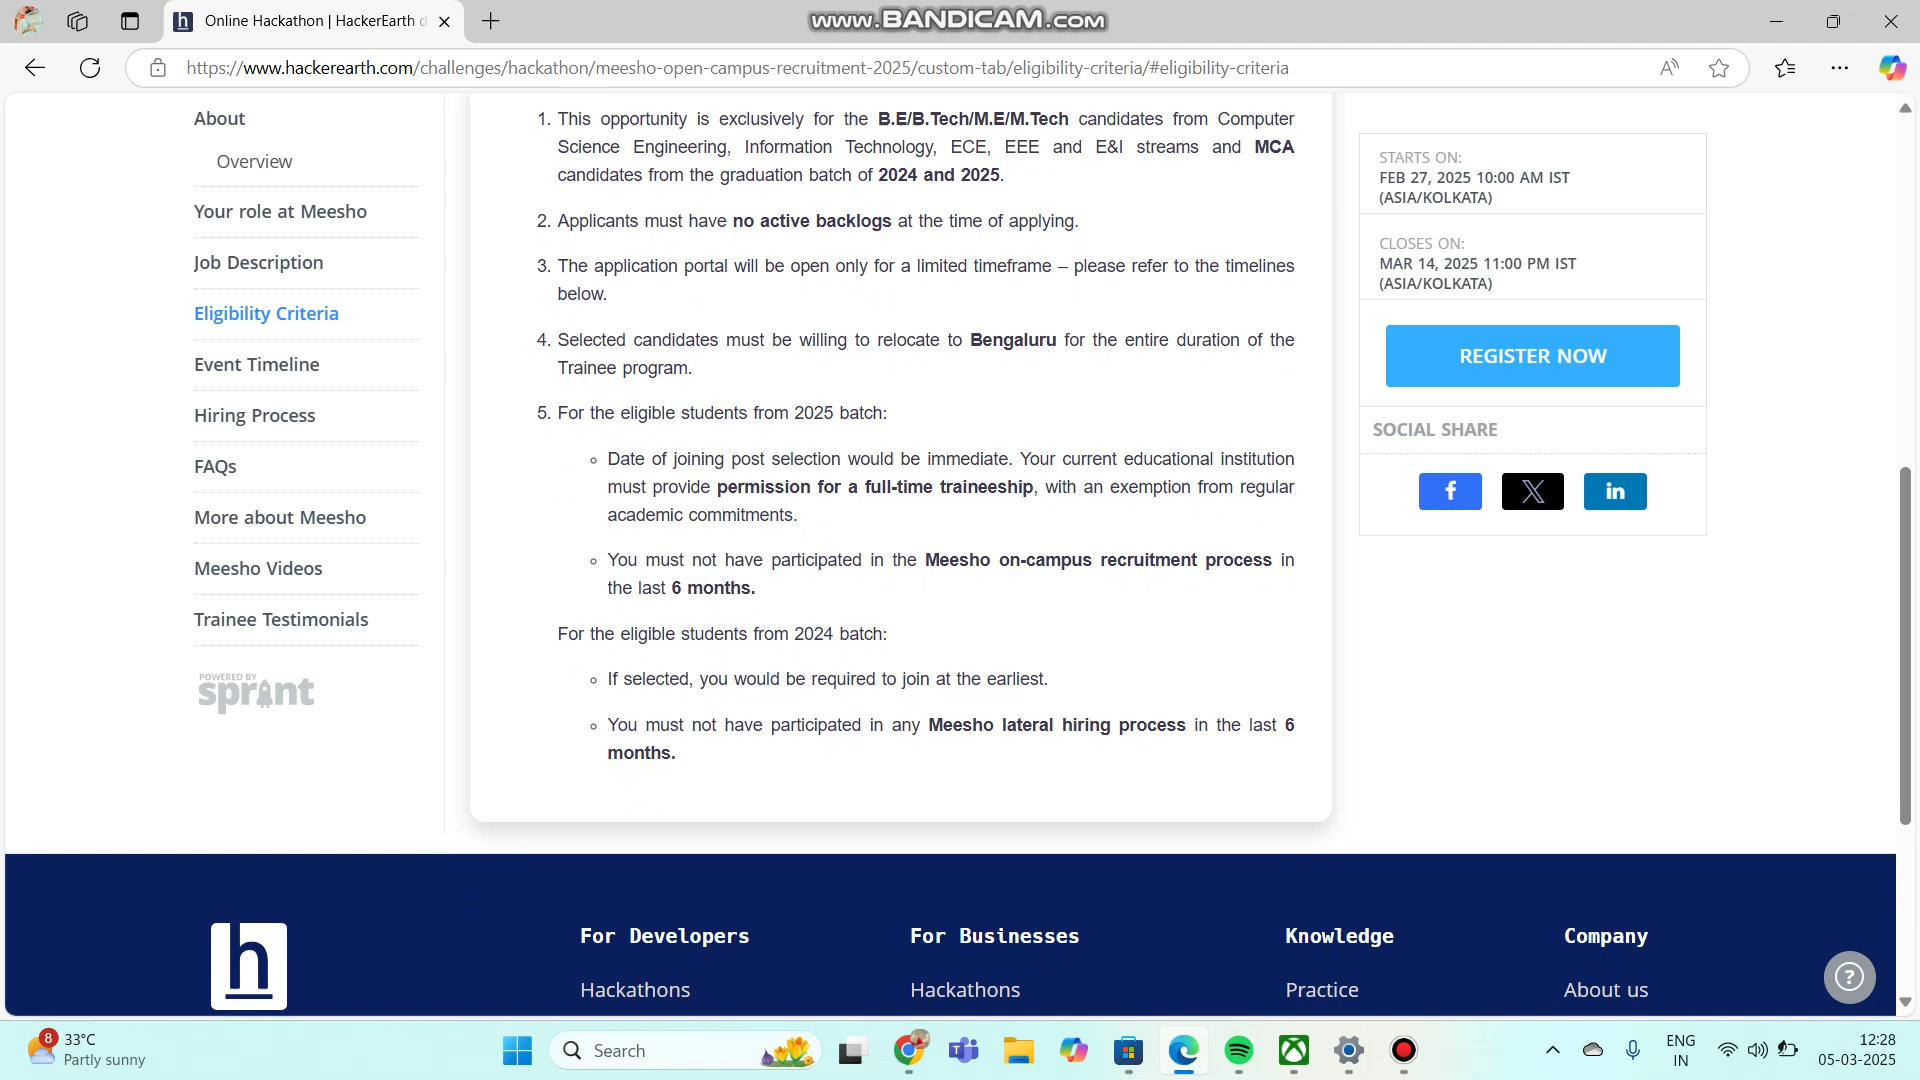 Online Hackathon | HackerEarth d
www.BANDICAM.com
https://www.hackerearth.com/challenges/hackathon/meesho-open-campus-recruitment-2025/custom-tab/eligibility-criteria/#eligibility-criteria
About
Overview
Your role at Meesho
Job Description
Eligibility Criteria
Event Timeline
Hiring Process
FAQs
More about Meesho
Meesho Videos
Trainee Testimonials
POWERED BY
sprint
1. This opportunity is exclusively for the B.E/B.Tech/M.E/M.Tech candidates from Computer
Science Engineering, Information Technology, ECE, EEE and E&I streams and MCA
candidates from the graduation batch of 2024 and 2025.
2. Applicants must have no active backlogs at the time of applying.
3. The application portal will be open only for a limited timeframe – please refer to the timelines
below.
4. Selected candidates must be willing to relocate to Bengaluru for the entire duration of the
Trainee program.
5. For the eligible students from 2025 batch:
Date of joining post selection would be immediate. Your current educational institution
must provide permission for a full-time traineeship, with an exemption from regular
academic commitments.
You must not have participated in the Meesho on-campus recruitment process in
the last 6 months.
For the eligible students from 2024 batch:
If selected, you would be required to join at the earliest.
You must not have participated in any Meesho lateral hiring process in the last 6
months.
STARTS ON:
FEB 27, 2025 10:00 AM IST
(ASIA/KOLKATA)
CLOSES ON:
MAR 14, 2025 11:00 PM IST
(ASIA/KOLKATA)
REGISTER NOW
SOCIAL SHARE
For Developers
Hackathons
For Businesses
Hackathons
Knowledge
Practice
Company
About us
8
33°C
Partly sunny
Search
ENG
IN
12:28
05-03-2025